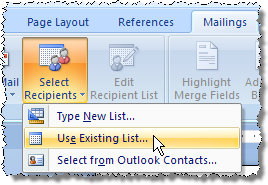 Page Layout References Mailings
Select Recipients
Edit Recipient List
Highlight Merge Fields
Type New List...
Use Existing List...
Select from Outlook Contacts...